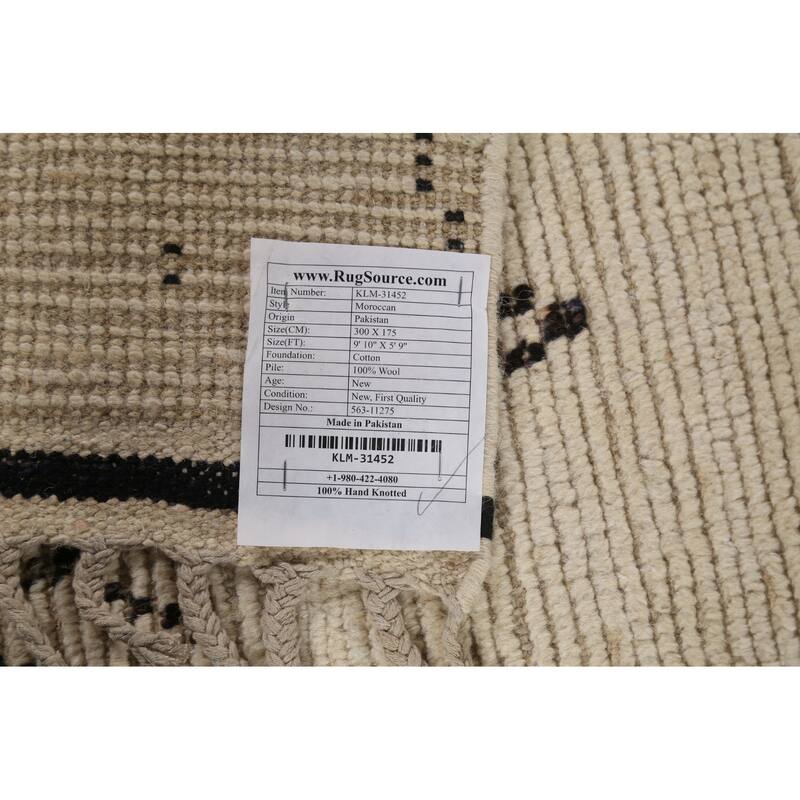 www.RugSource.com
Item Number: KLM-31452
Style Moroccan
Origin Pakistan
Size(CM): 300 X 175
Size(FT): 9' 10" X 5' 9"
Foundation: Cotton
Pile: 100% Wool
Age: New
Condition: New, First Quality
Design No.: 563-11275
Made in Pakistan
KLM-31452
+1-980-422-4080
100% Hand Knotted